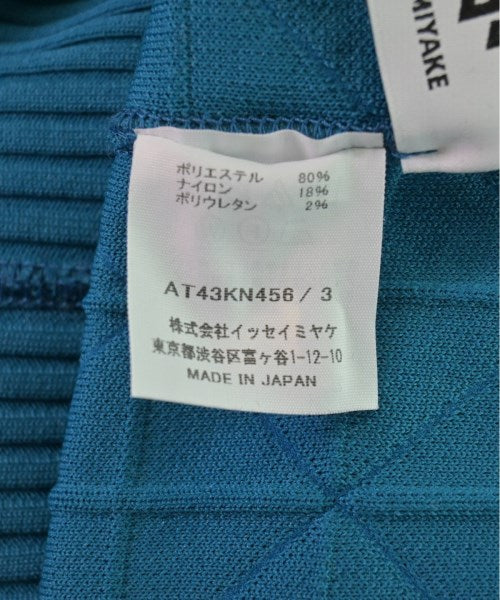 MIYAKE
ポリエステル 80%
ナイロン 18%
ポリウレタン 2%
AT43KN456 / 3
株式会社イッセイミヤケ
東京都渋谷区富ヶ谷1-12-10
MADE IN JAPAN